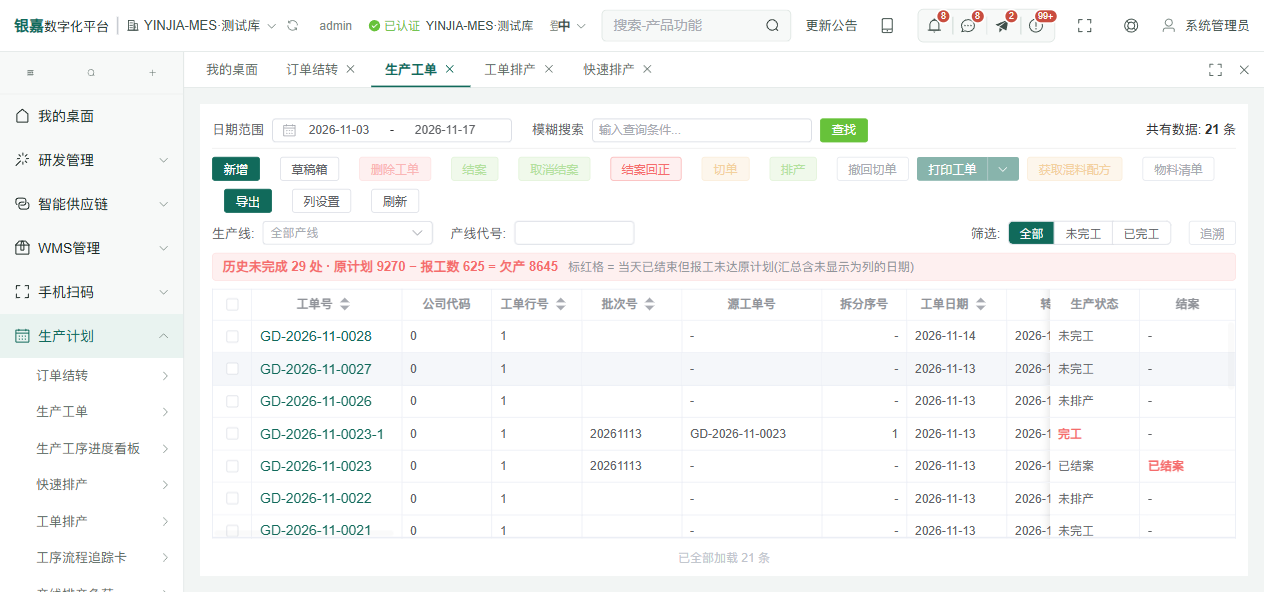 银嘉数字化平台 YINJIA-MES·测试库 admin 已认证 YINJIA-MES·测试库 中 搜索-产品功能 更新公告 8 8 2 99+ 系统管理员
我的桌面 订单结转 生产工单 工单排产 快速排产
我的桌面
研发管理
智能供应链
WMS管理
手机扫码
生产计划
订单结转
生产工单
生产工序进度看板
快速排产
工单排产
工序流程追踪卡
日期范围 2026-11-03 - 2026-11-17 模糊搜索 输入查询条件... 查找 共有数据: 21 条
新增 草稿箱 删除工单 结案 取消结案 结案回正 切单 排产 撤回切单 打印工单 获取混料配方 物料清单
导出 列设置 刷新
生产线: 全部产线 产线代号: 筛选: 全部 未完工 已完工 追溯
历史未完成 29 处 · 原计划 9270 − 报工数 625 = 欠产 8645 标红格 = 当天已结束但报工未达原计划(汇总含未显示为列的日期)
工单号 公司代码 工单行号 批次号 源工单号 拆分序号 工单日期 转 生产状态 结案
GD-2026-11-0028 0 1 - - 2026-11-14 2026-1 未完工 -
GD-2026-11-0027 0 1 - - 2026-11-13 2026-1 未完工 -
GD-2026-11-0026 0 1 - - 2026-11-13 2026-1 未排产 -
GD-2026-11-0023-1 0 1 20261113 GD-2026-11-0023 1 2026-11-13 2026-1 完工 -
GD-2026-11-0023 0 1 20261113 - - 2026-11-13 2026-1 已结案 已结案
GD-2026-11-0022 0 1 - - 2026-11-13 2026-1 未排产 -
GD-2026-11-0021 0 1 - - 2026-11-13 2026-1 未完工 -
已全部加载 21 条